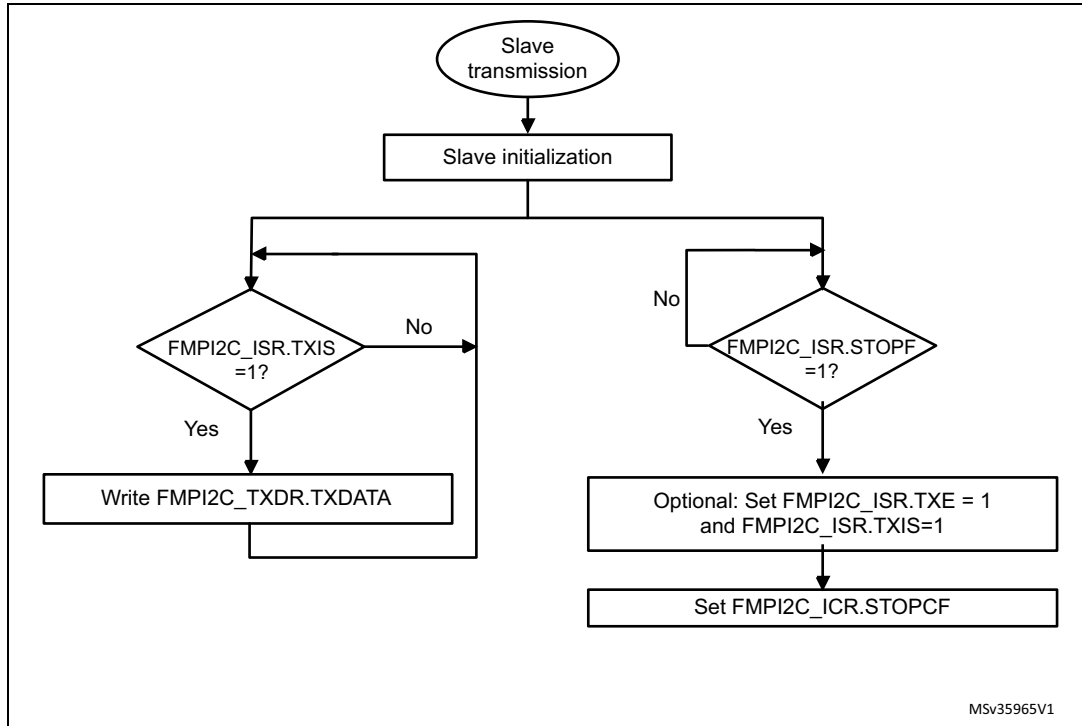 Slave
transmission
Slave initialization
No
FMPI2C_ISR.TXIS
=1?
Yes
Write FMPI2C_TXDR.TXDATA
No
FMPI2C_ISR.STOPF
=1?
Yes
Optional: Set FMPI2C_ISR.TXE = 1
and FMPI2C_ISR.TXIS=1
Set FMPI2C_ICR.STOPCF
MSv35965V1